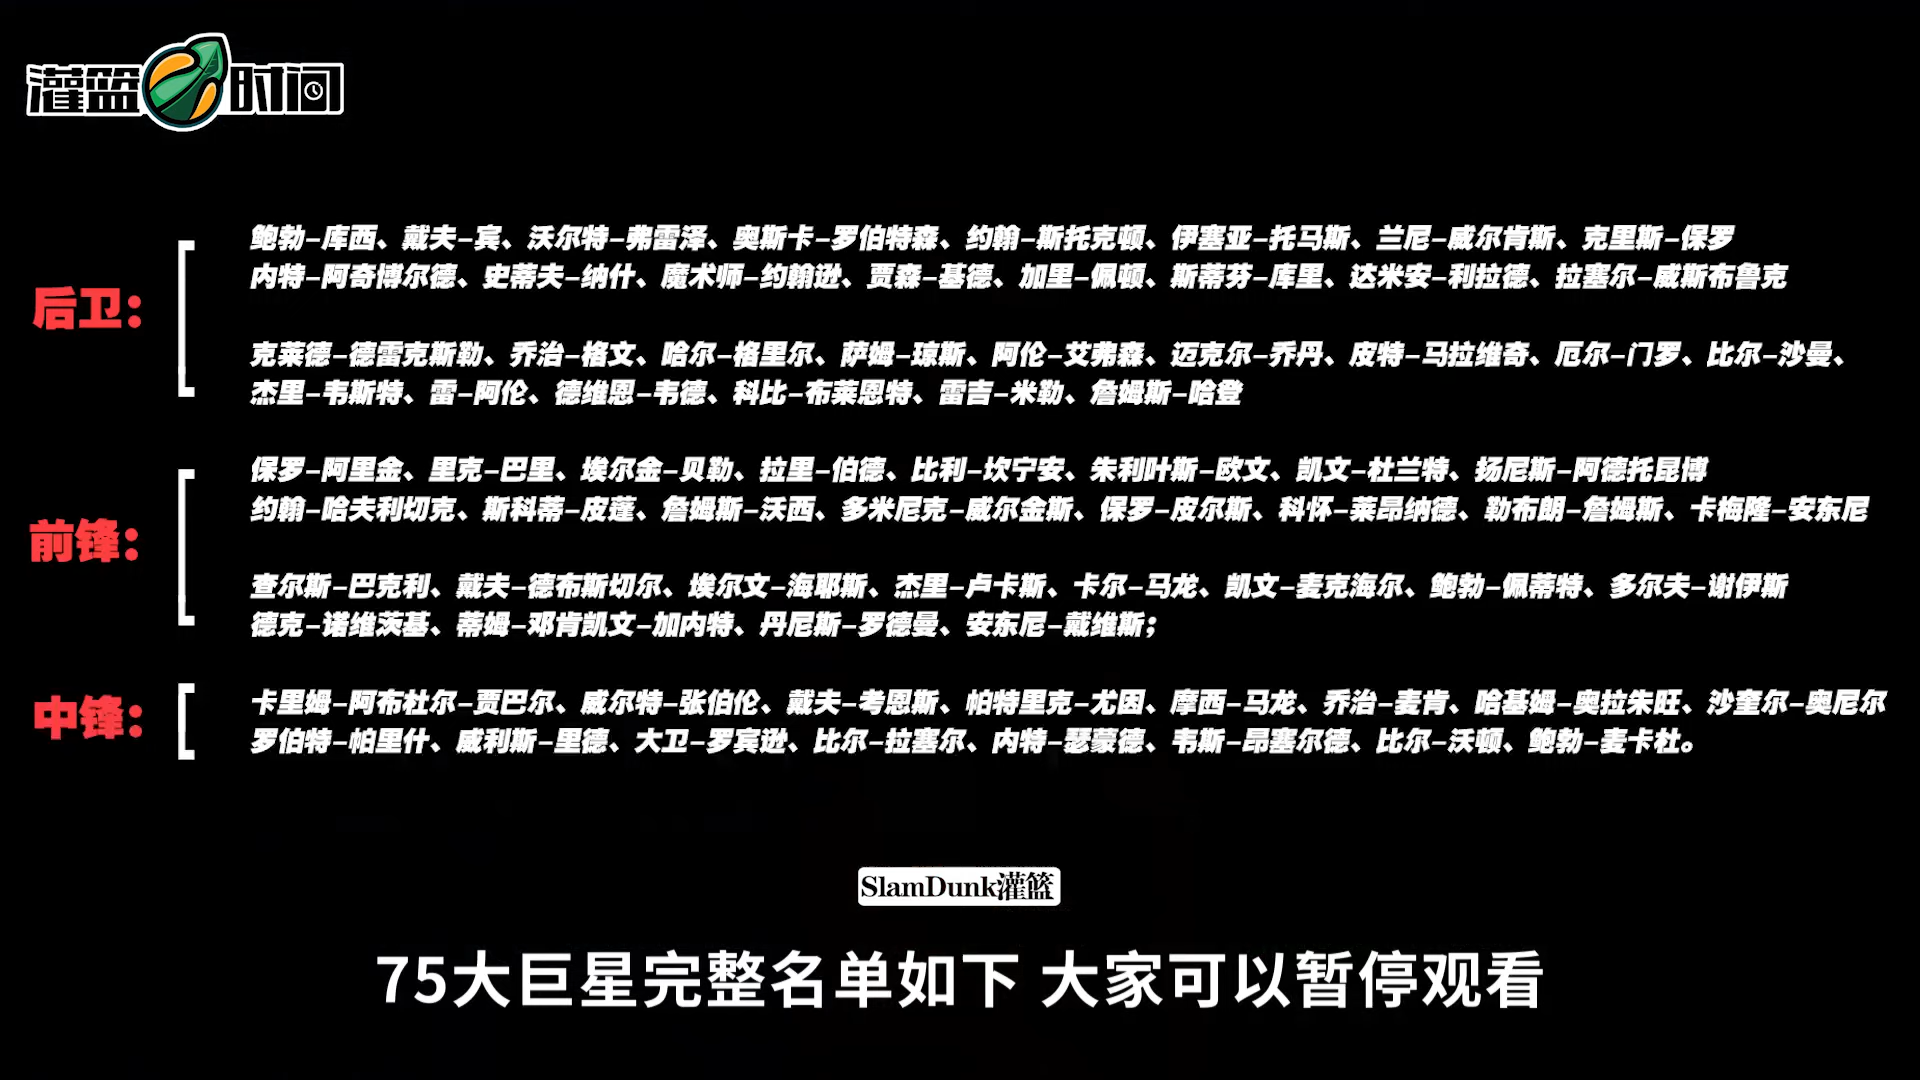 灌篮时间
后卫：
鲍勃-库西、戴夫-宾、沃尔特-弗雷泽、奥斯卡-罗伯特森、约翰-斯托克顿、伊塞亚-托马斯、兰尼-威尔肯斯、克里斯-保罗
内特-阿奇博尔德、史蒂夫-纳什、魔术师-约翰逊、贾森-基德、加里-佩顿、斯蒂芬-库里、达米安-利拉德、拉塞尔-威斯布鲁克
克莱德-德雷克斯勒、乔治-格文、哈尔-格里尔、萨姆-琼斯、阿伦-艾弗森、迈克尔-乔丹、皮特-马拉维奇、厄尔-门罗、比尔-沙曼、
杰里-韦斯特、雷-阿伦、德维恩-韦德、科比-布莱恩特、雷吉-米勒、詹姆斯-哈登
前锋：
保罗-阿里金、里克-巴里、埃尔金-贝勒、拉里-伯德、比利-坎宁安、朱利叶斯-欧文、凯文-杜兰特、扬尼斯-阿德托昆博
约翰-哈夫利切克、斯科蒂-皮蓬、詹姆斯-沃西、多米尼克-威尔金斯、保罗-皮尔斯、科怀-莱昂纳德、勒布朗-詹姆斯、卡梅隆-安东尼
查尔斯-巴克利、戴夫-德布斯切尔、埃尔文-海耶斯、杰里-卢卡斯、卡尔-马龙、凯文-麦克海尔、鲍勃-佩蒂特、多尔夫-谢伊斯
德克-诺维茨基、蒂姆-邓肯凯文-加内特、丹尼斯-罗德曼、安东尼-戴维斯；
中锋：
卡里姆-阿布杜尔-贾巴尔、威尔特-张伯伦、戴夫-考恩斯、帕特里克-尤因、摩西-马龙、乔治-麦肯、哈基姆-奥拉朱旺、沙奎尔-奥尼尔
罗伯特-帕里什、威利斯-里德、大卫-罗宾逊、比尔-拉塞尔、内特-瑟蒙德、韦斯-昂塞尔德、比尔-沃顿、鲍勃-麦卡杜。
SlamDunk灌篮
75大巨星完整名单如下 大家可以暂停观看